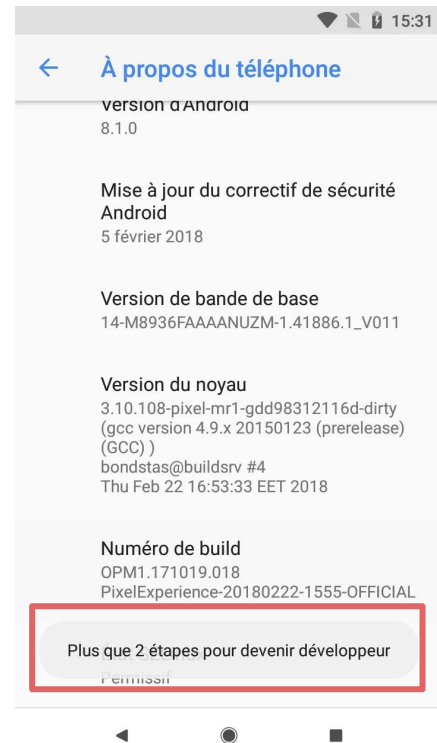 15:31
À propos du téléphone
Version d'Android
8.1.0
Mise à jour du correctif de sécurité
Android
5 février 2018
Version de bande de base
14-M8936FAAAANUZM-1.41886.1_V011
Version du noyau
3.10.108-pixel-mr1-gdd98312116d-dirty
(gcc version 4.9.x 20150123 (prerelease)
(GCC) )
bondstas@buildsrv #4
Thu Feb 22 16:53:33 EET 2018
Numéro de build
OPM1.171019.018
PixelExperience-20180222-1555-OFFICIAL
Plus que 2 étapes pour devenir développeur
Permissif